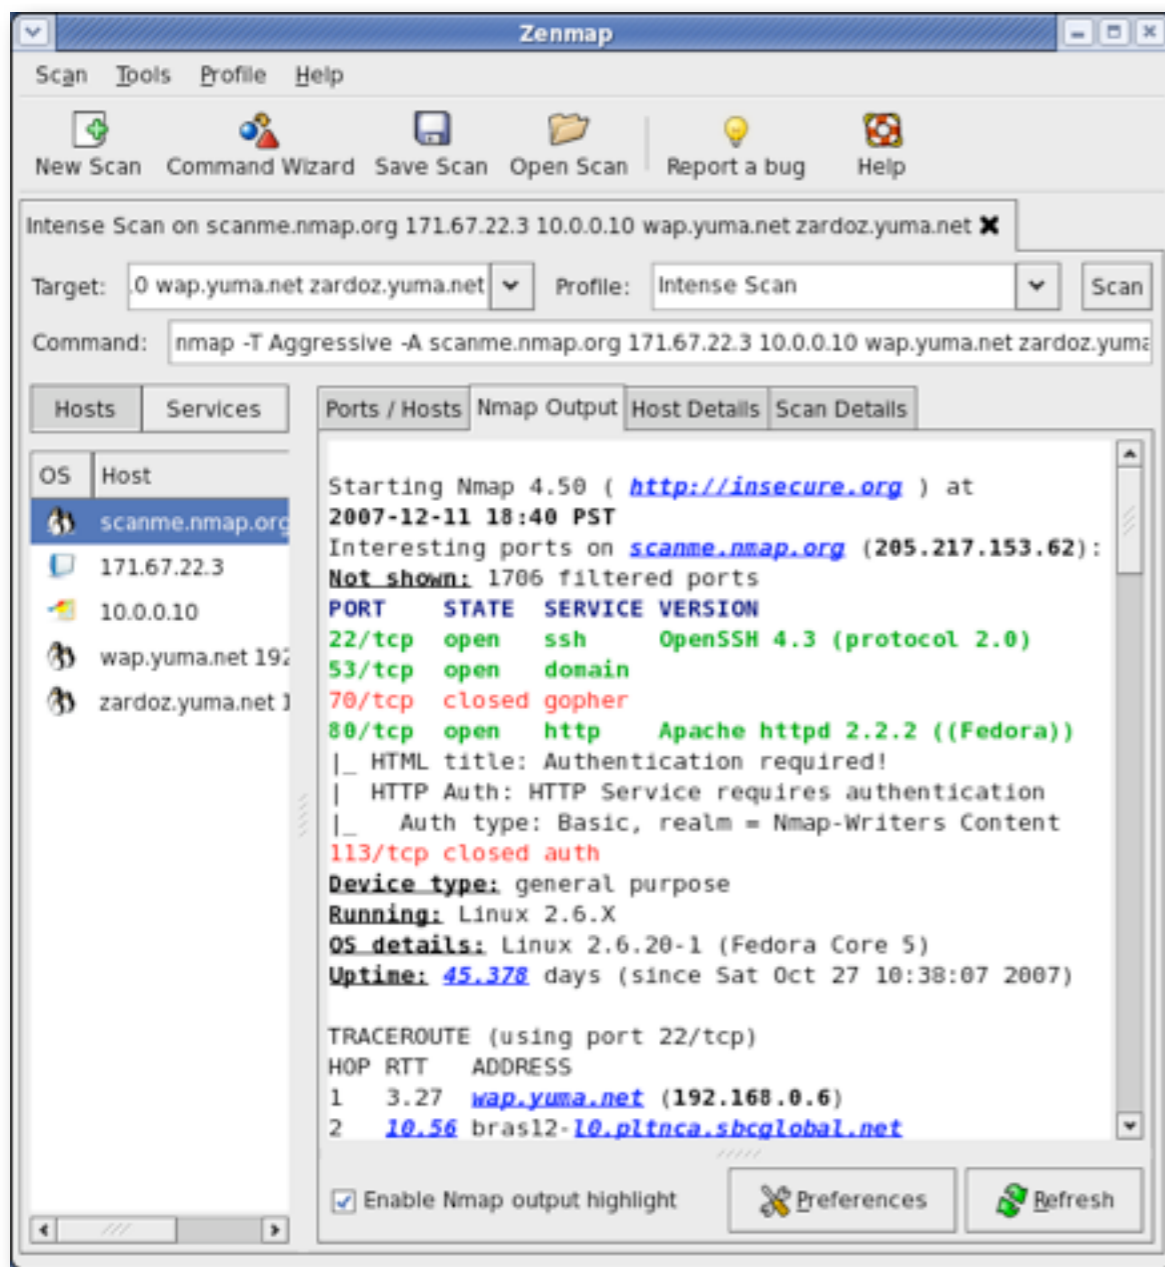 Zenmap
Scan Tools Profile Help
New Scan Command Wizard Save Scan Open Scan Report a bug Help
Intense Scan on scanme.nmap.org 171.67.22.3 10.0.0.10 wap.yuma.net zardoz.yuma.net
Target: .0 wap.yuma.net zardoz.yuma.net Profile: Intense Scan Scan
Command: nmap -T Aggressive -A scanme.nmap.org 171.67.22.3 10.0.0.10 wap.yuma.net zardoz.yuma
Hosts Services
OS Host
scanme.nmap.org
171.67.22.3
10.0.0.10
wap.yuma.net 192
zardoz.yuma.net 1
Ports / Hosts Nmap Output Host Details Scan Details
Starting Nmap 4.50 ( http://insecure.org ) at
2007-12-11 18:40 PST
Interesting ports on scanme.nmap.org (205.217.153.62):
Not shown: 1706 filtered ports
PORT STATE SERVICE VERSION
22/tcp open ssh OpenSSH 4.3 (protocol 2.0)
53/tcp open domain
70/tcp closed gopher
80/tcp open http Apache httpd 2.2.2 ((Fedora))
|_ HTML title: Authentication required!
| HTTP Auth: HTTP Service requires authentication
|_ Auth type: Basic, realm = Nmap-Writers Content
113/tcp closed auth
Device type: general purpose
Running: Linux 2.6.X
OS details: Linux 2.6.20-1 (Fedora Core 5)
Uptime: 45.378 days (since Sat Oct 27 10:38:07 2007)
TRACEROUTE (using port 22/tcp)
HOP RTT ADDRESS
1 3.27 wap.yuma.net (192.168.0.6)
2 10.56 bras12-l0.pltnca.sbcglobal.net
Enable Nmap output highlight Preferences Refresh